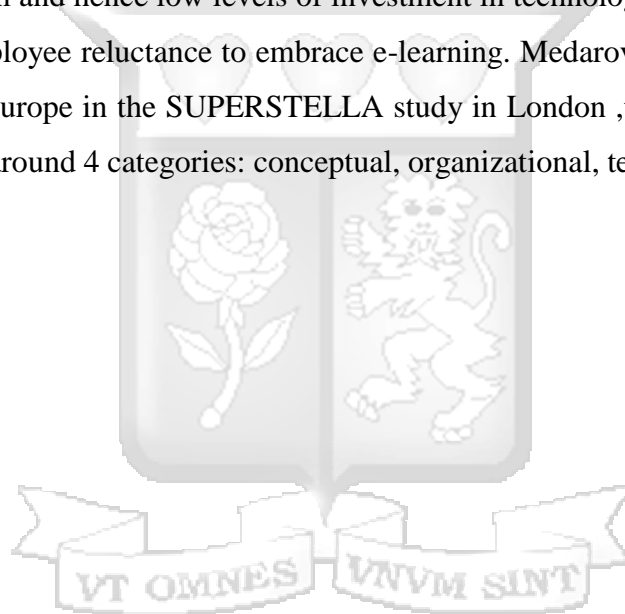 and hence low levels of investment in technolog
ployee reluctance to embrace e-learning. Medarov
urope in the SUPERSTELLA study in London ,
around 4 categories: conceptual, organizational, te
VT OMNES VNVM SINT